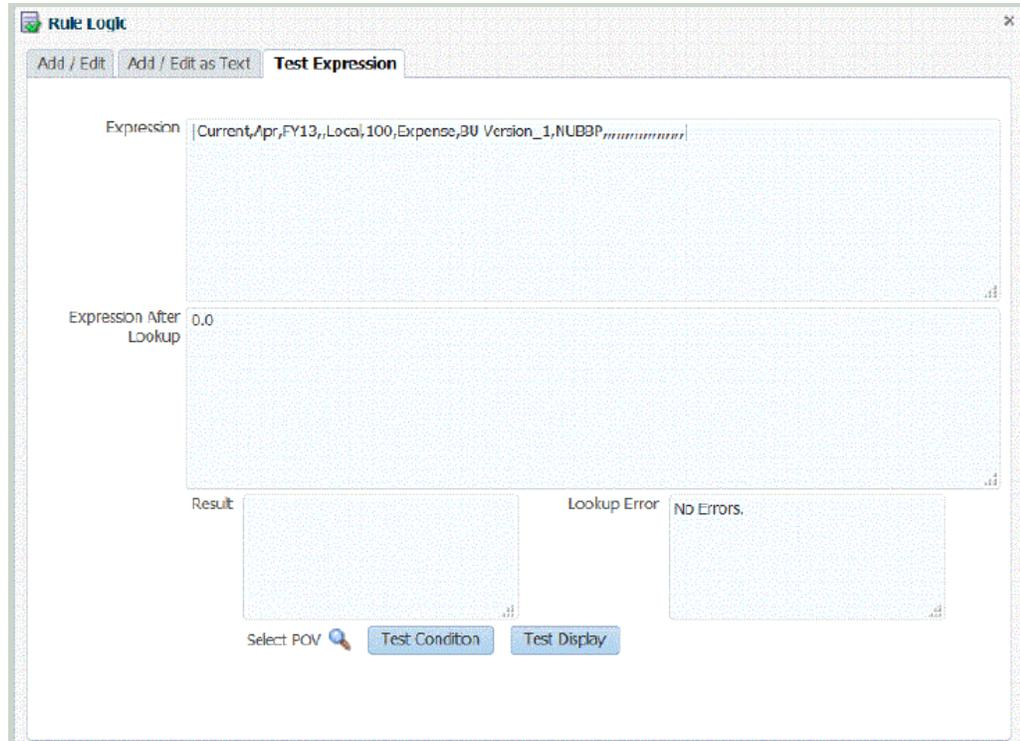 Rule Logic
Add / Edit
Add / Edit as Text
Test Expression
Expression
|Current,Apr,FY13,,Local,100,Expense,BU Version_1,NUBBP,,,,,,,,,,,,,,,,,,,|
Expression After
Lookup
0.0
Result
Lookup Error
No Errors.
Select POV
Test Condition
Test Display